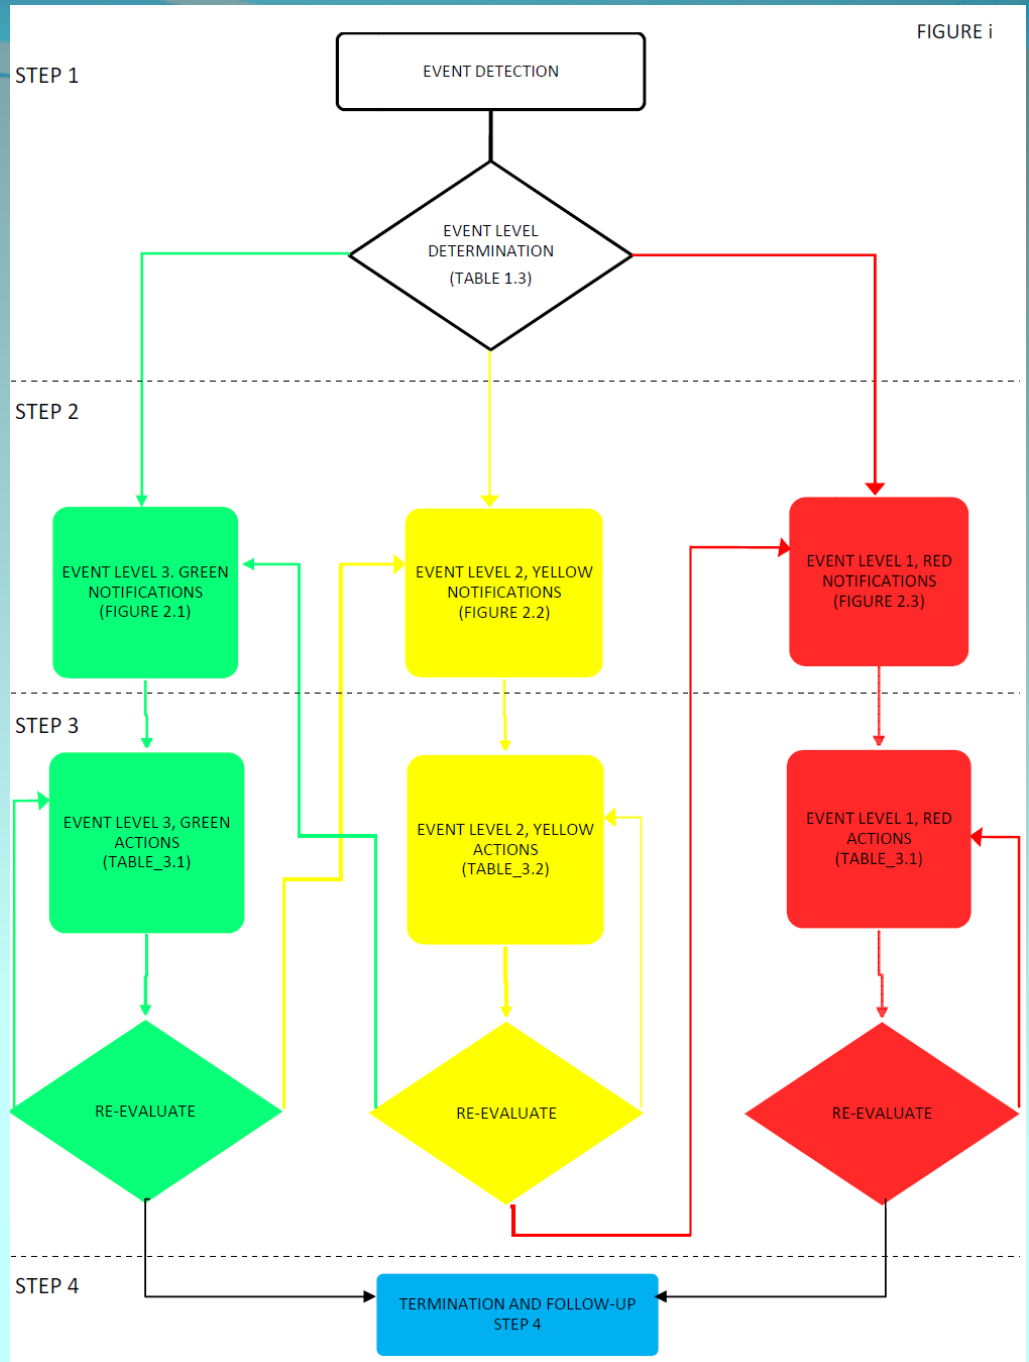 FIGURE i
STEP 1
EVENT DETECTION
EVENT LEVEL
DETERMINATION
(TABLE 1.3)
STEP 2
EVENT LEVEL 3. GREEN
NOTIFICATIONS
(FIGURE 2.1)
EVENT LEVEL 2, YELLOW
NOTIFICATIONS
(FIGURE 2.2)
EVENT LEVEL 1, RED
NOTIFICATIONS
(FIGURE 2.3)
STEP 3
EVENT LEVEL 3, GREEN
ACTIONS
(TABLE_3.1)
EVENT LEVEL 2, YELLOW
ACTIONS
(TABLE_3.2)
EVENT LEVEL 1, RED
ACTIONS
(TABLE_3.1)
RE-EVALUATE
RE-EVALUATE
RE-EVALUATE
STEP 4
TERMINATION AND FOLLOW-UP
STEP 4